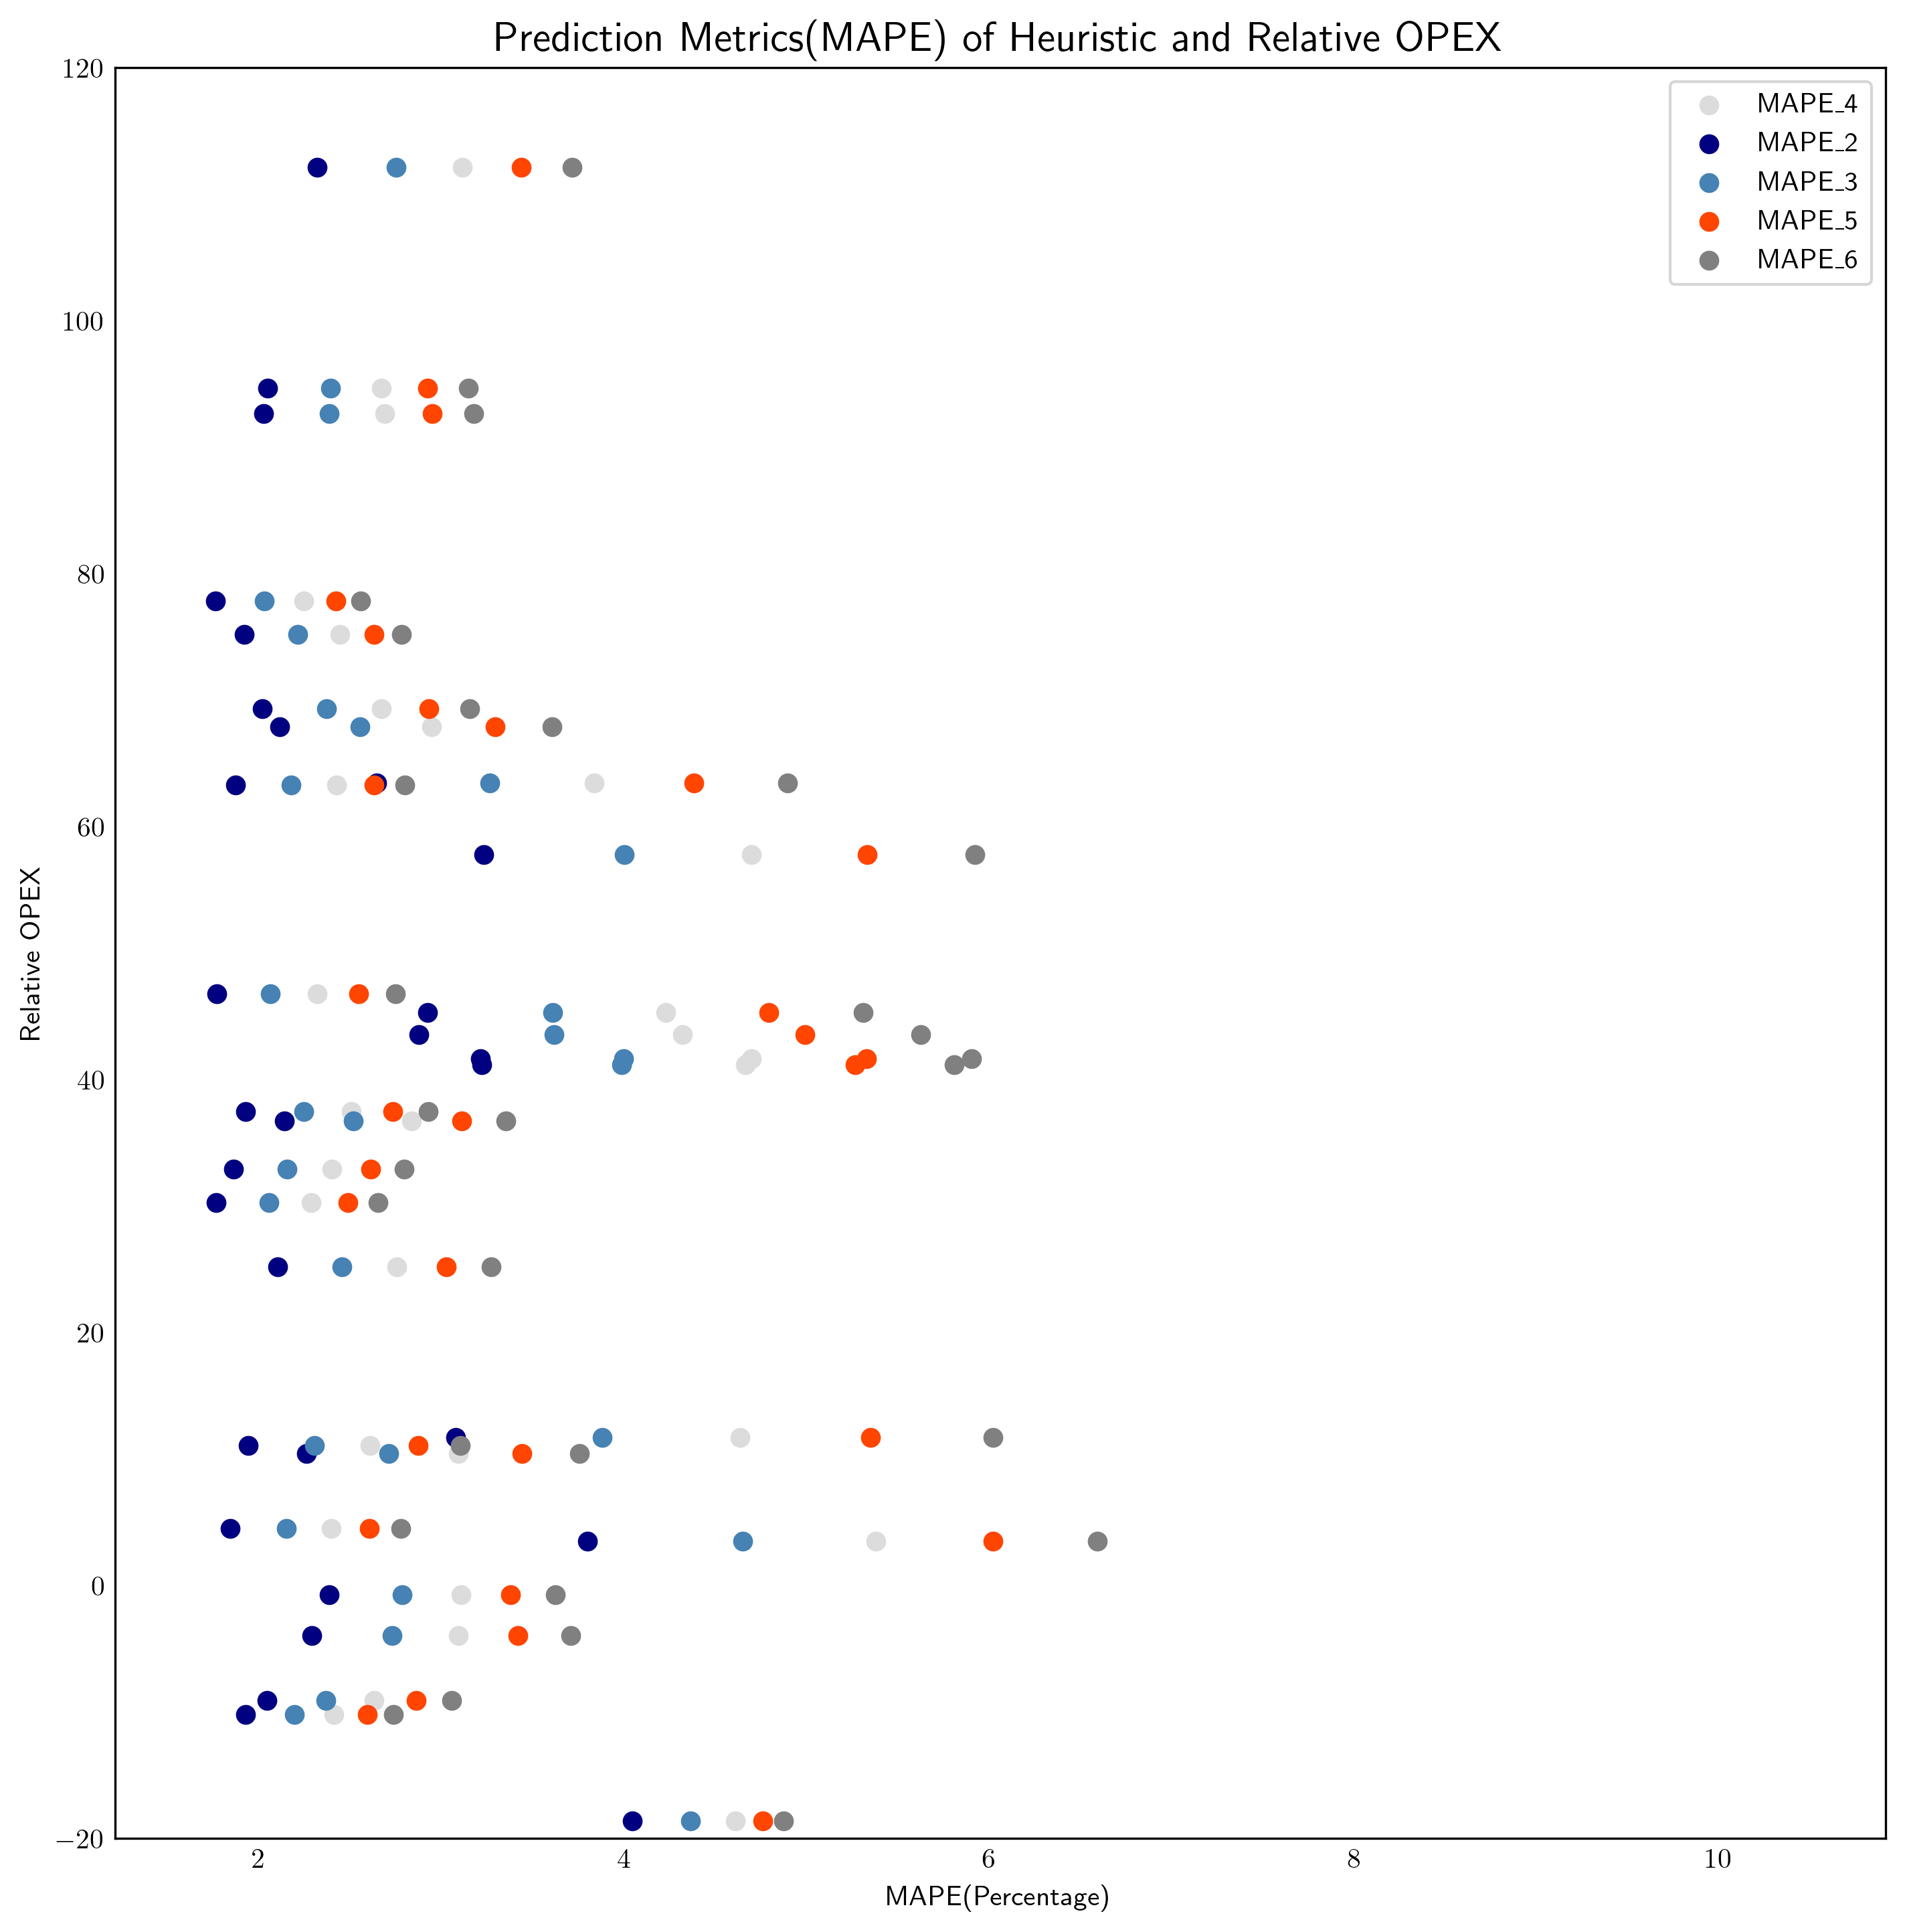 Prediction Metrics(MAPE) of Heuristic and Relative OPEX
120
100
80
60
40
20
0
−20
Relative OPEX
MAPE_4
MAPE_2
MAPE_3
MAPE_5
MAPE_6
2 4 6 8 10
MAPE(Percentage)